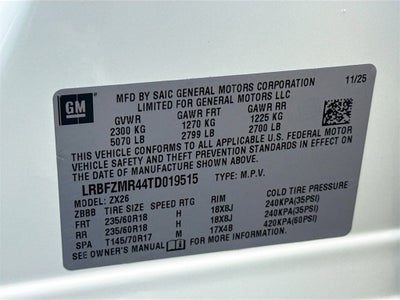 GM
MFD BY SAIC GENERAL MOTORS CORPORATION
LIMITED FOR GENERAL MOTORS LLC
11/25
GVWR GAWR FRT GAWR RR
2300 KG 1270 KG 1225 KG
5070 LB 2799 LB 2700 LB
THIS VEHICLE CONFORMS TO ALL APPLICABLE U.S. FEDERAL MOTOR
VEHICLE SAFETY, BUMPER, AND THEFT PREVENTION STANDARDS IN EFFECT ON THE
DATE OF MANUFACTURE SHOWN ABOVE.
LRBFZMR44TD019515 TYPE: M.P.V.
MODEL: ZX26
ZBBB TIRE SIZE SPEED RTG RIM COLD TIRE PRESSURE
FRT 235/60R18 H 18X8J 240KPA(35PSI)
RR 235/60R18 H 18X8J 240KPA(35PSI)
SPA T145/70R17 M 17X4B 420KPA(60PSI)
SEE OWNER'S MANUAL FOR ADDITIONAL INFORMATION.